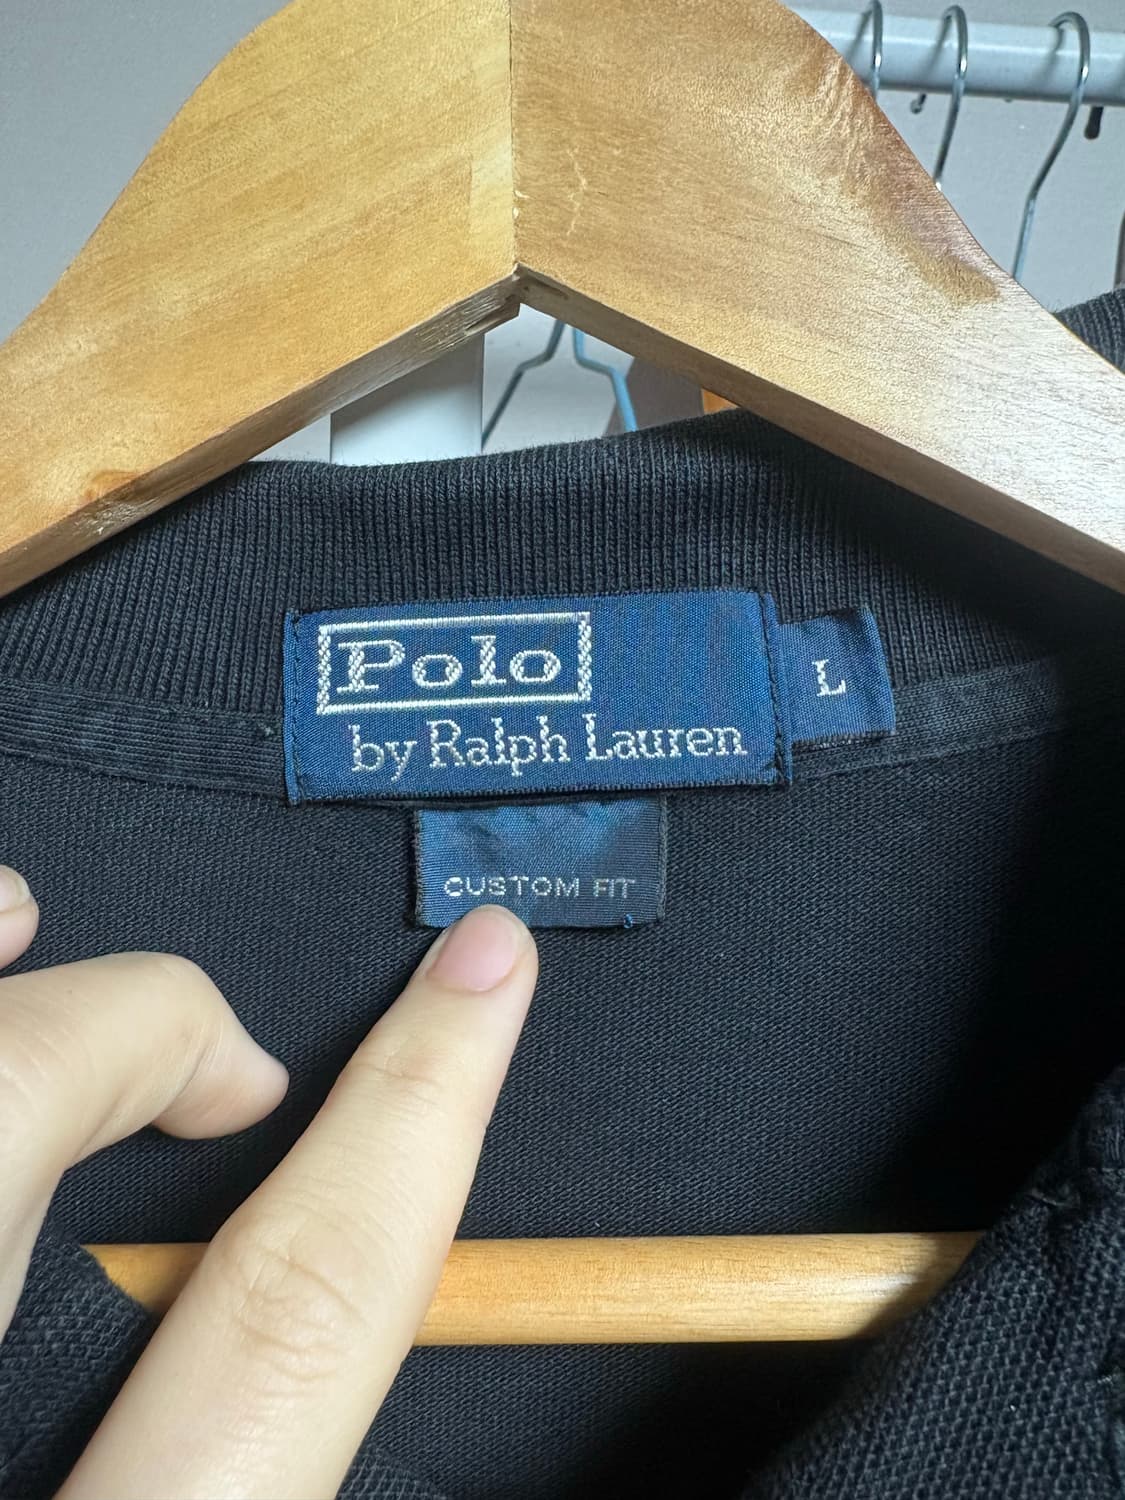 Polo
by Ralph Lauren
L
CUSTOM FIT